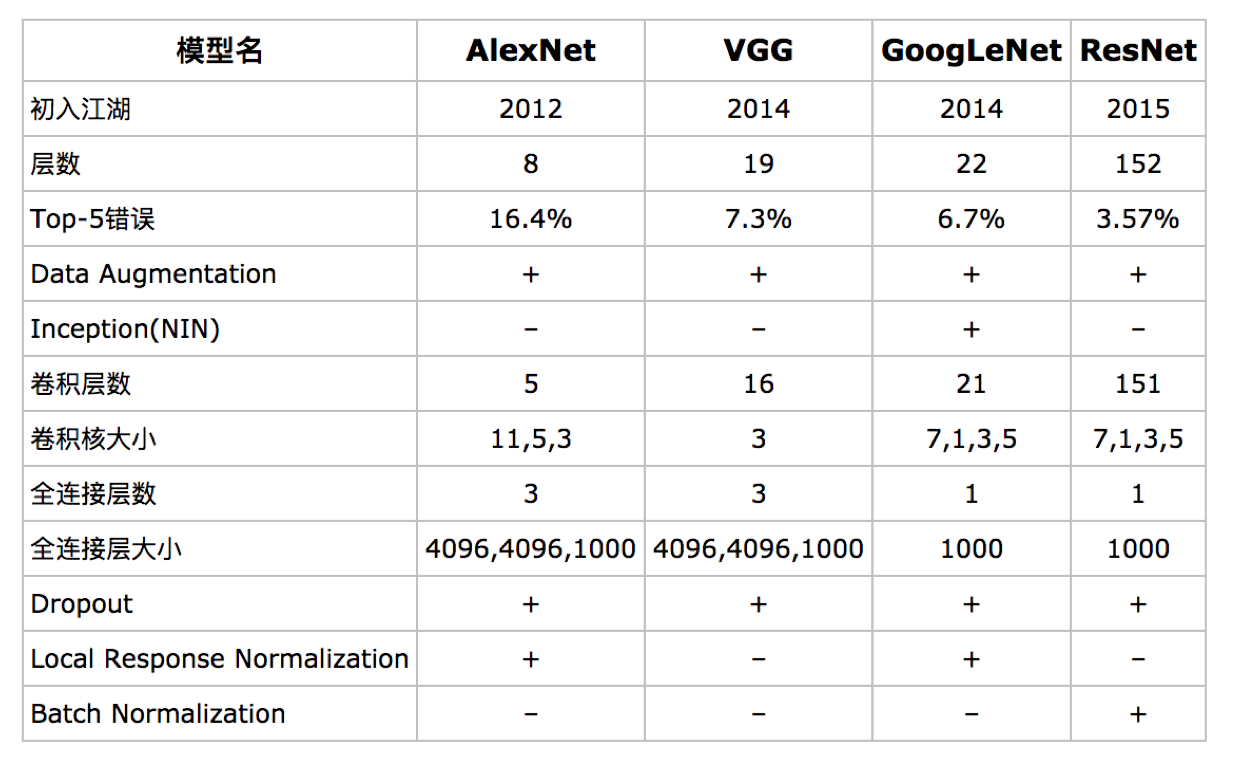 模型名 AlexNet VGG GoogLeNet ResNet
初入江湖 2012 2014 2014 2015
层数 8 19 22 152
Top-5错误 16.4% 7.3% 6.7% 3.57%
Data Augmentation + + + +
Inception(NIN) – – + –
卷积层数 5 16 21 151
卷积核大小 11,5,3 3 7,1,3,5 7,1,3,5
全连接层数 3 3 1 1
全连接层大小 4096,4096,1000 4096,4096,1000 1000 1000
Dropout + + + +
Local Response Normalization + – + –
Batch Normalization – – – +